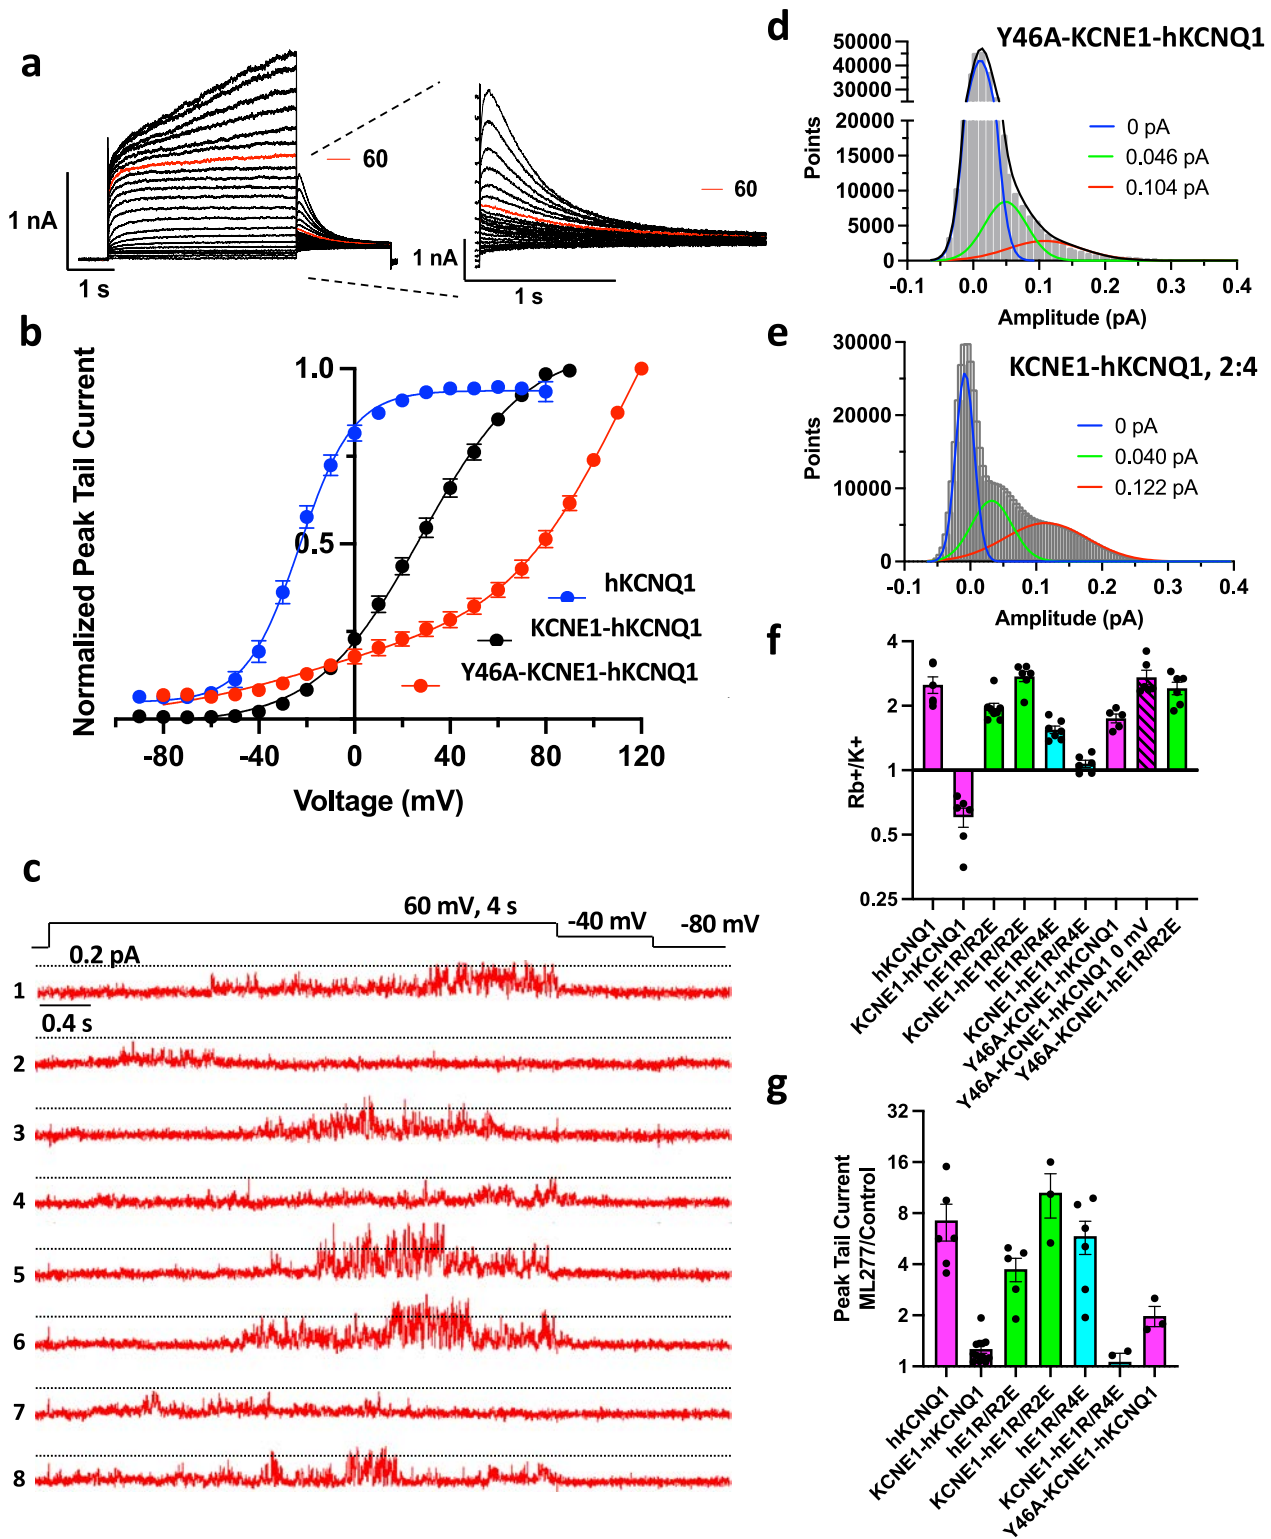 a
60
1 nA
1 s
60
1 nA
1 s
b
Normalized Peak Tail Current
1.0
0.5
hKCNQ1
KCNE1-hKCNQ1
Y46A-KCNE1-hKCNQ1
-80
-40
0
40
80
120
Voltage (mV)
c
60 mV, 4 s
-40 mV
-80 mV
0.2 pA
1
0.4 s
2
3
4
5
6
7
8
d
Y46A-KCNE1-hKCNQ1
Points
50000
40000
30000
20000
15000
10000
5000
0
0 pA
0.046 pA
0.104 pA
-0.1
0.0
0.1
0.2
0.3
0.4
Amplitude (pA)
e
KCNE1-hKCNQ1, 2:4
Points
30000
20000
10000
0
0 pA
0.040 pA
0.122 pA
-0.1
0.0
0.1
0.2
0.3
0.4
Amplitude (pA)
f
Rb+/K+
4
2
1
0.5
0.25
hKCNQ1
KCNE1-hKCNQ1
hE1R/R2E
KCNE1-hE1R/R2E
hE1R/R4E
KCNE1-hE1R/R4E
Y46A-KCNE1-hKCNQ1
Y46A-KCNE1-hKCNQ1 0 mV
Y46A-KCNE1-hE1R/R2E
g
Peak Tail Current
ML277/Control
32
16
8
4
2
1
hKCNQ1
KCNE1-hKCNQ1
hE1R/R2E
KCNE1-hE1R/R2E
hE1R/R4E
KCNE1-hE1R/R4E
Y46A-KCNE1-hKCNQ1